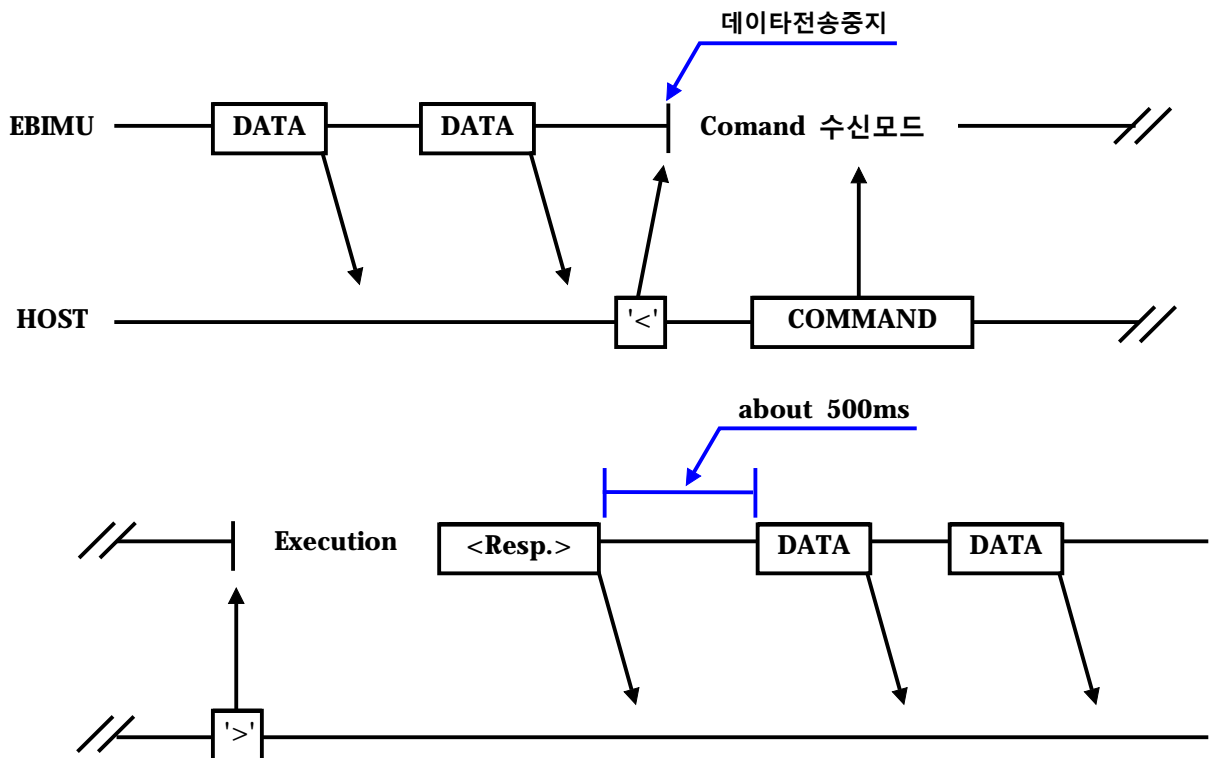 데이타전송중지
EBIMU DATA DATA Comand 수신모드
HOST '<' COMMAND
about 500ms
Execution <Resp.> DATA DATA
'>'